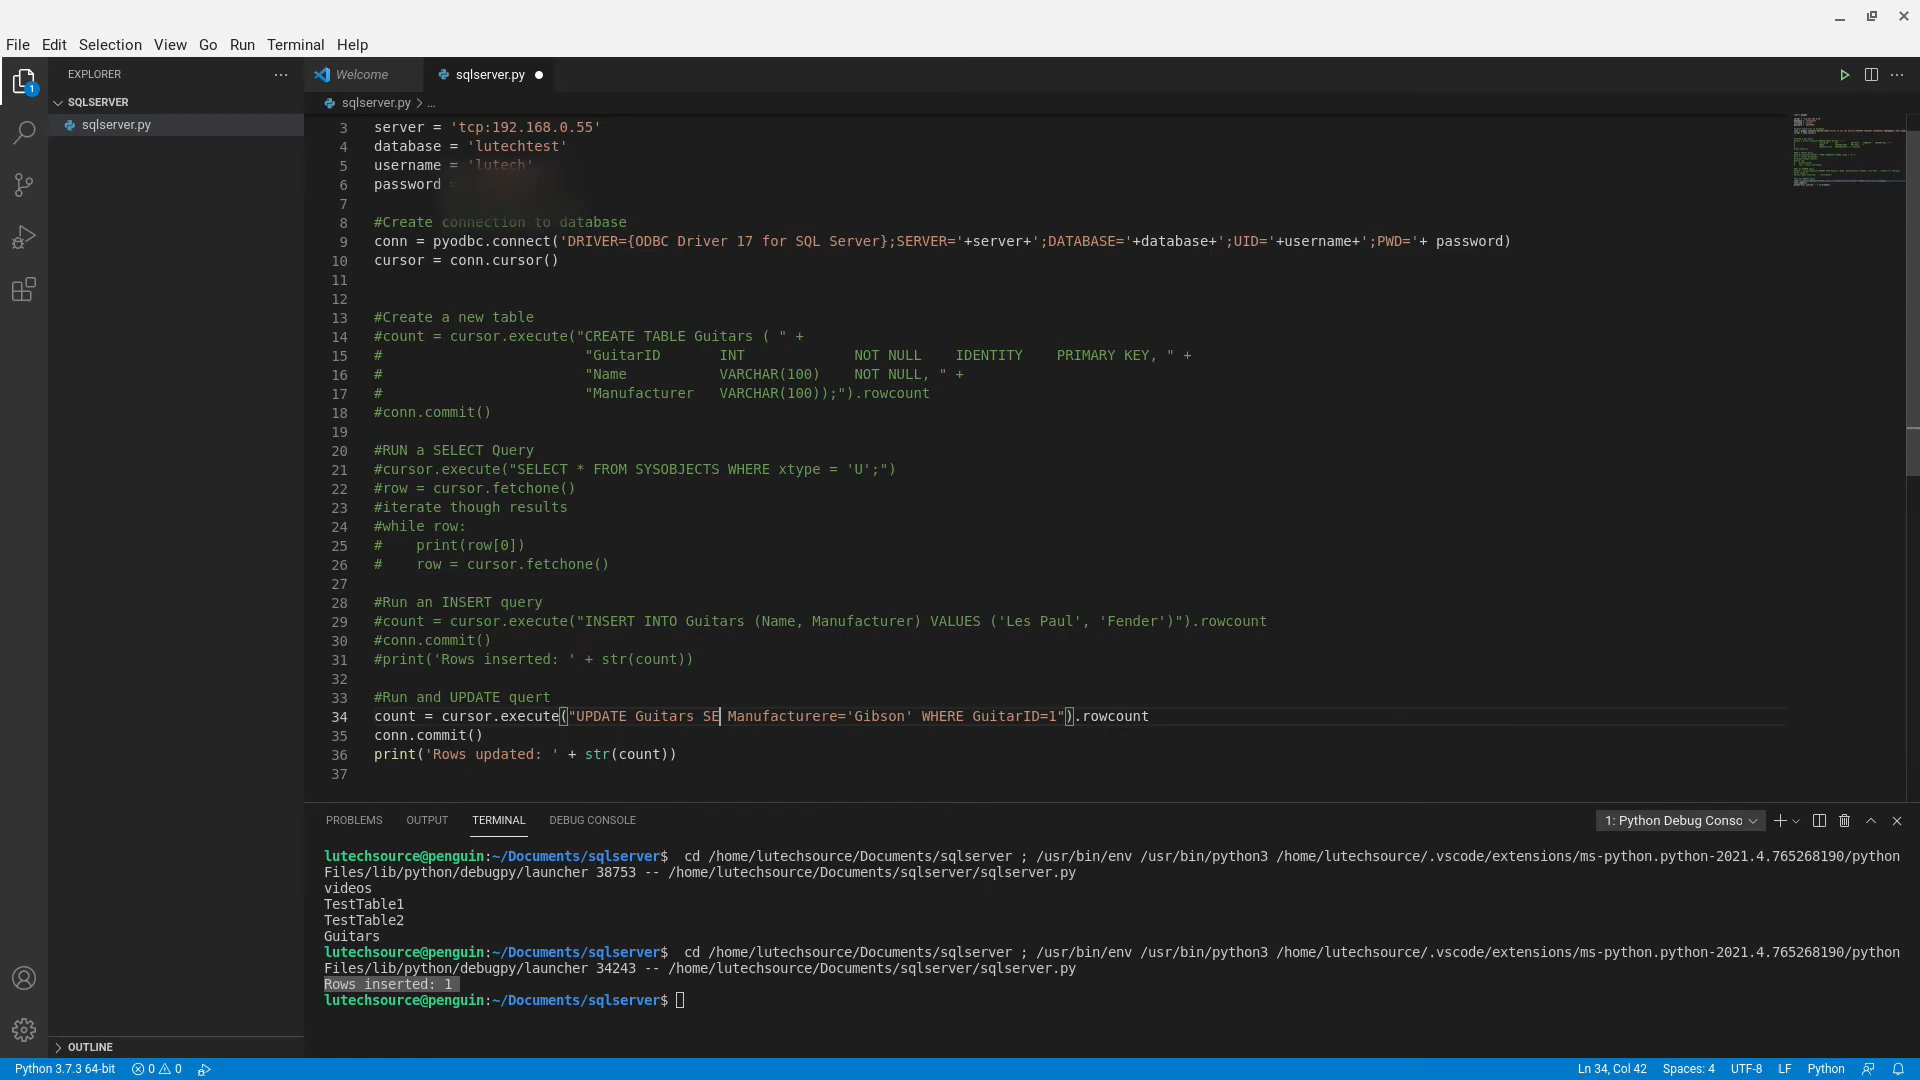 File Edit Selection View Go Run Terminal Help
EXPLORER ···
Welcome
sqlserver.py
SQLSERVER
sqlserver.py > ...
sqlserver.py
3 server = 'tcp:192.168.0.55'
4 database = 'lutechtest'
5 username = 'lutech'
6 password =
7
8 #Create connection to database
9 conn = pyodbc.connect('DRIVER={ODBC Driver 17 for SQL Server};SERVER='+server+';DATABASE='+database+';UID='+username+';PWD='+ password)
10 cursor = conn.cursor()
11
12
13 #Create a new table
14 #count = cursor.execute("CREATE TABLE Guitars ( " +
15 # "GuitarID INT NOT NULL IDENTITY PRIMARY KEY, " +
16 # "Name VARCHAR(100) NOT NULL, " +
17 # "Manufacturer VARCHAR(100));").rowcount
18 #conn.commit()
19
20 #RUN a SELECT Query
21 #cursor.execute("SELECT * FROM SYSOBJECTS WHERE xtype = 'U';")
22 #row = cursor.fetchone()
23 #iterate though results
24 #while row:
25 # print(row[0])
26 # row = cursor.fetchone()
27
28 #Run an INSERT query
29 #count = cursor.execute("INSERT INTO Guitars (Name, Manufacturer) VALUES ('Les Paul', 'Fender')").rowcount
30 #conn.commit()
31 #print('Rows inserted: ' + str(count))
32
33 #Run and UPDATE quert
34 count = cursor.execute("UPDATE Guitars SE Manufacturere='Gibson' WHERE GuitarID=1").rowcount
35 conn.commit()
36 print('Rows updated: ' + str(count))
37
PROBLEMS OUTPUT TERMINAL DEBUG CONSOLE
1: Python Debug Consc
lutechsource@penguin:~/Documents/sqlserver$ cd /home/lutechsource/Documents/sqlserver ; /usr/bin/env /usr/bin/python3 /home/lutechsource/.vscode/extensions/ms-python.python-2021.4.765268190/python
Files/lib/python/debugpy/launcher 38753 -- /home/lutechsource/Documents/sqlserver/sqlserver.py
videos
TestTable1
TestTable2
Guitars
lutechsource@penguin:~/Documents/sqlserver$ cd /home/lutechsource/Documents/sqlserver ; /usr/bin/env /usr/bin/python3 /home/lutechsource/.vscode/extensions/ms-python.python-2021.4.765268190/python
Files/lib/python/debugpy/launcher 34243 -- /home/lutechsource/Documents/sqlserver/sqlserver.py
Rows inserted: 1
lutechsource@penguin:~/Documents/sqlserver$
OUTLINE
Python 3.7.3 64-bit 0 0 Ln 34, Col 42 Spaces: 4 UTF-8 LF Python
1